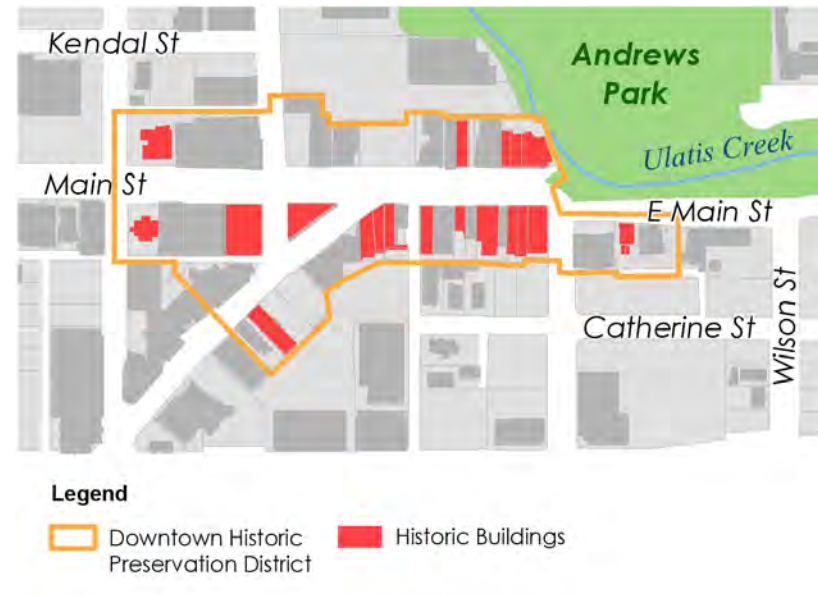 Kendal St
Andrews
Park
Ulatis Creek
Main St
E Main St
Catherine St
Wilson St
Legend
Downtown Historic
Preservation District
Historic Buildings